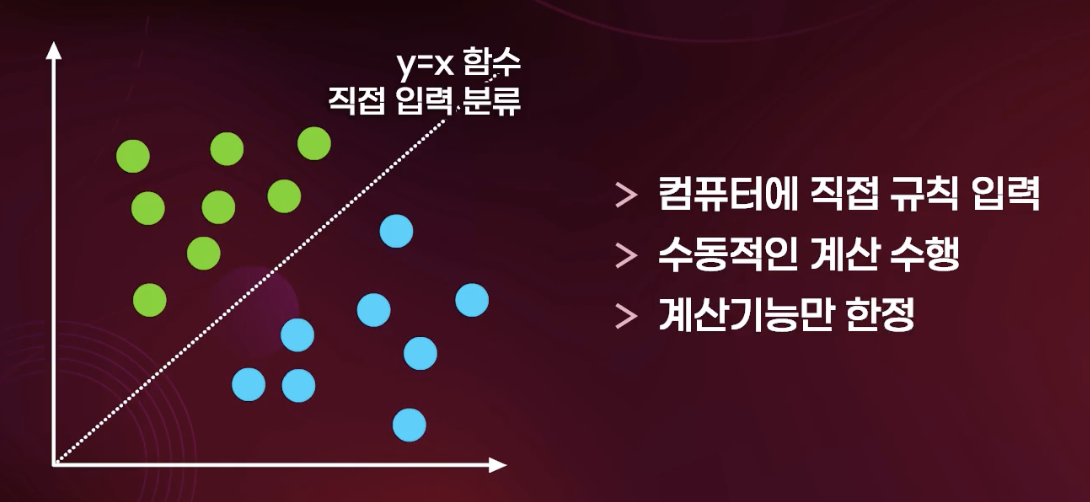 y=x 함수
직접 입력 분류
> 컴퓨터에 직접 규칙 입력
> 수동적인 계산 수행
> 계산기능만 한정